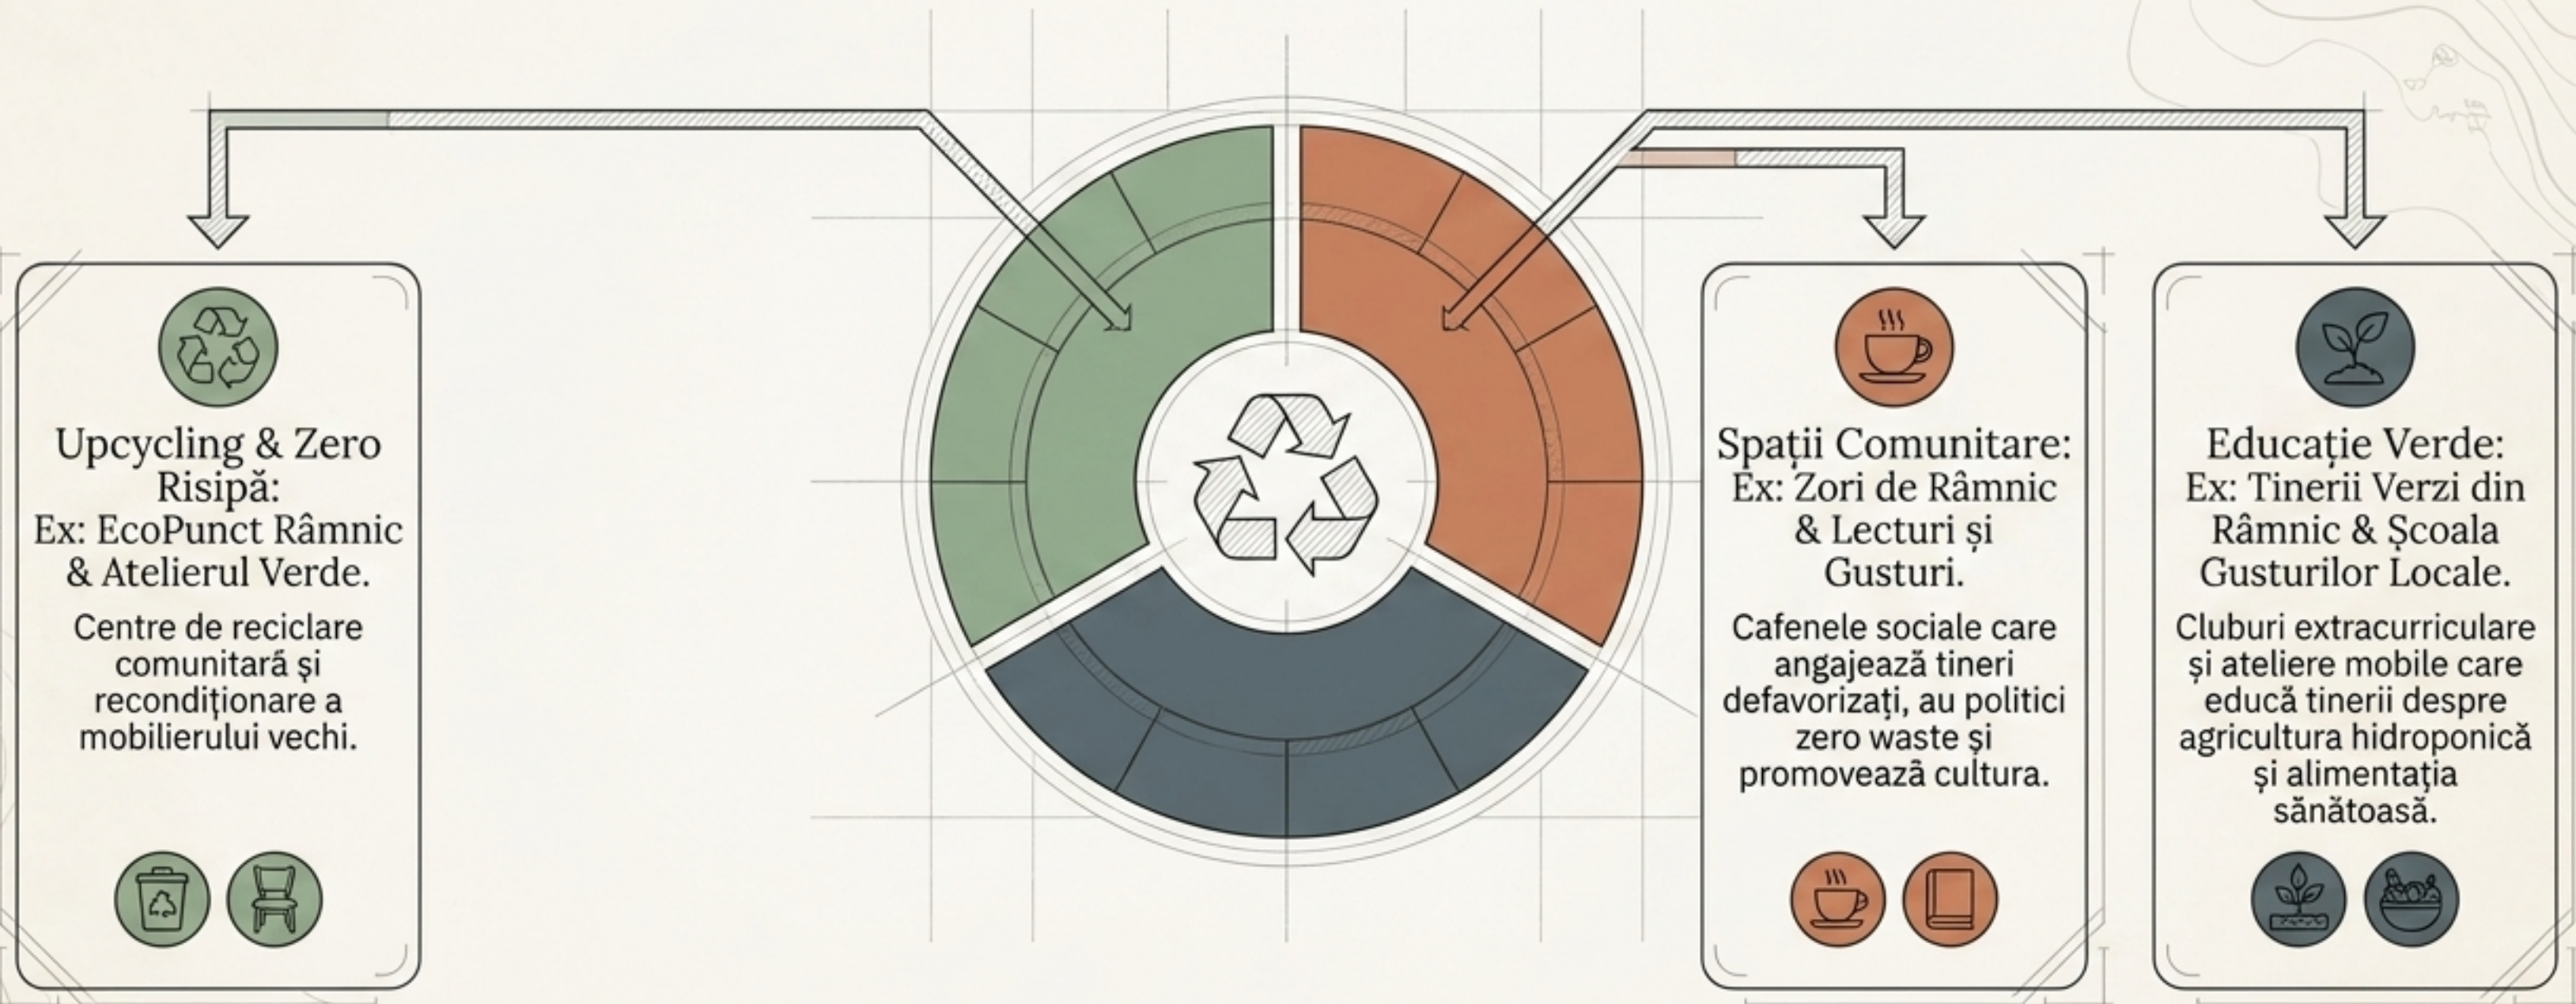 Upcycling & Zero
Risipă:
Ex: EcoPunct Râmnic
& Atelierul Verde.
Centre de reciclare
comunitară și
recondiționare a
mobilierului vechi.
Spații Comunitare:
Ex: Zori de Râmnic
& Lecturi și
Gusturi.
Cafenele sociale care
angajează tineri
defavorizați, au politici
zero waste și
promovează cultura.
Educație Verde:
Ex: Tinerii Verzi din
Râmnic & Școala
Gusturilor Locale.
Cluburi extracurriculare
și ateliere mobile care
educă tinerii despre
agricultura hidroponică
și alimentația
sănătoasă.